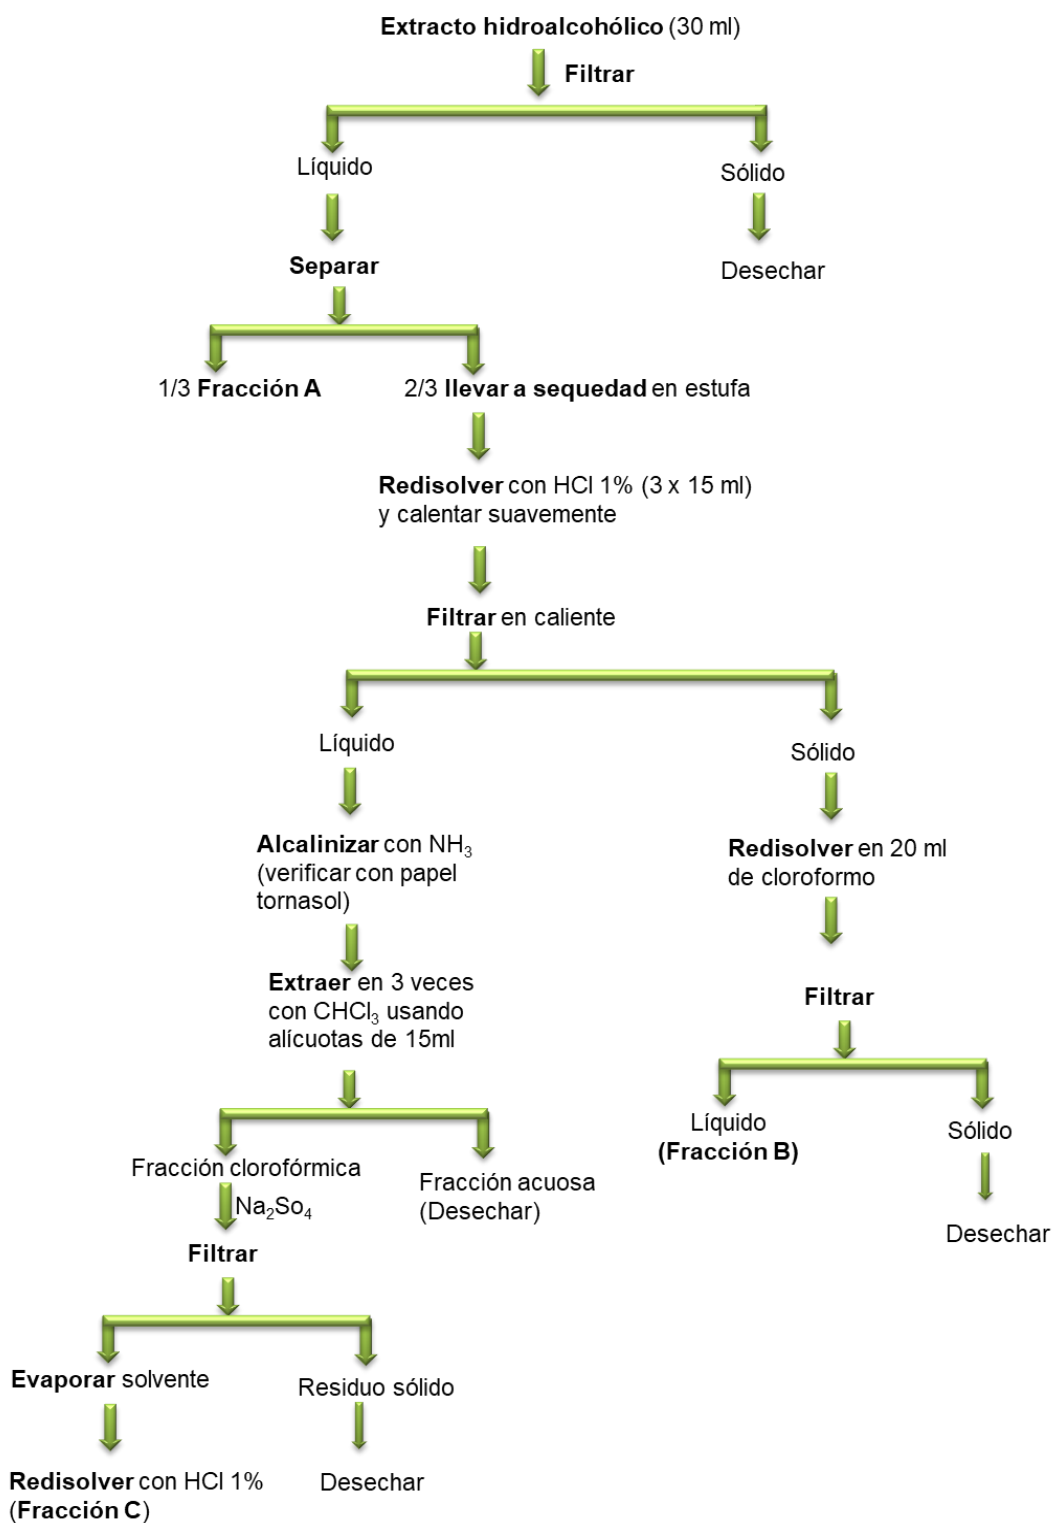 Extracto hidroalcohólico (30 ml)
Filtrar
Líquido
Sólido
Separar
Desechar
1/3 Fracción A
2/3 llevar a sequedad en estufa
Redisolver con HCl 1% (3 x 15 ml)
y calentar suavemente
Filtrar en caliente
Líquido
Sólido
Alcalinizar con NH₃
(verificar con papel
tornasol)
Redisolver en 20 ml
de cloroformo
Extraer en 3 veces
con CHCl₃ usando
alícuotas de 15ml
Filtrar
Líquido
(Fracción B)
Sólido
Desechar
Fracción clorofórmica
Fracción acuosa
(Desechar)
Na₂So₄
Filtrar
Evaporar solvente
Residuo sólido
Redisolver con HCl 1%
(Fracción C)
Desechar